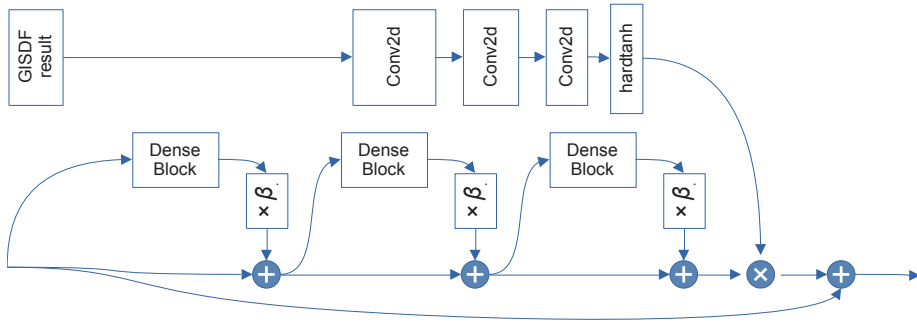 GISDF
result
Conv2d
Conv2d
Conv2d
hardtanh
Dense
Block
× β.
Dense
Block
× β.
Dense
Block
× β.
+
+
+
×
+